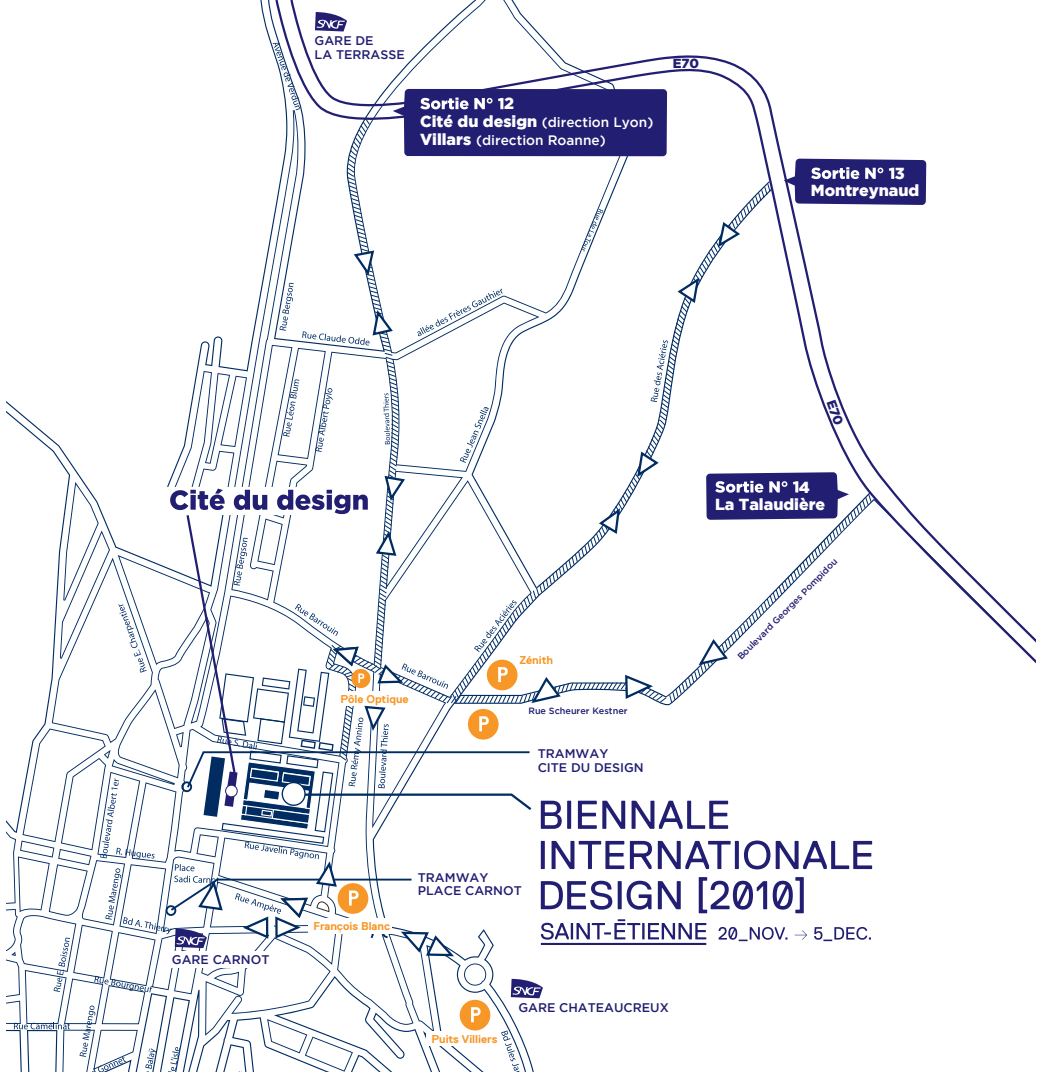 SNCF
GARE DE
LA TERRASSE
Avenue de Verdun
E70
Sortie N° 12
Cité du design (direction Lyon)
Villars (direction Roanne)
Sortie N° 13
Montreynaud
Rue Bergson
Rue Claude Odde
allée des Frères Gauthier
Rue des Aciéries
Rue Léon Blum
Rue Albert Poylo
Boulevard Thiers
Rue Jean Snella
E70
Sortie N° 14
La Talaudière
Cité du design
Rue Bergson
Rue Barrouin
Rue E. Charpentier
Rue des Aciéries
Boulevard Georges Pompidou
Rue Barrouin
P
Zénith
P
Pôle Optique
P
Rue Scheurer Kestner
Rue S. Dali
Rue Rémy Annino
Boulevard Thiers
TRAMWAY
CITE DU DESIGN
Boulevard Albert 1er
BIENNALE
INTERNATIONALE
DESIGN [2010]
SAINT-ÉTIENNE 20_NOV. → 5_DEC.
R. Hugues
Rue Javelin Pagnon
Place
Sadi Carnot
TRAMWAY
PLACE CARNOT
Rue Marengo
Rue Ampère
P
François Blanc
Bd A. Thierry
SNCF
GARE CARNOT
Rue E. Boisson
Rue Bourgneuf
SNCF
GARE CHATEAUCREUX
P
Puits Villiers
Rue Camelinat
Rue Marengo
Balaÿ
L'isle
Bd Jules